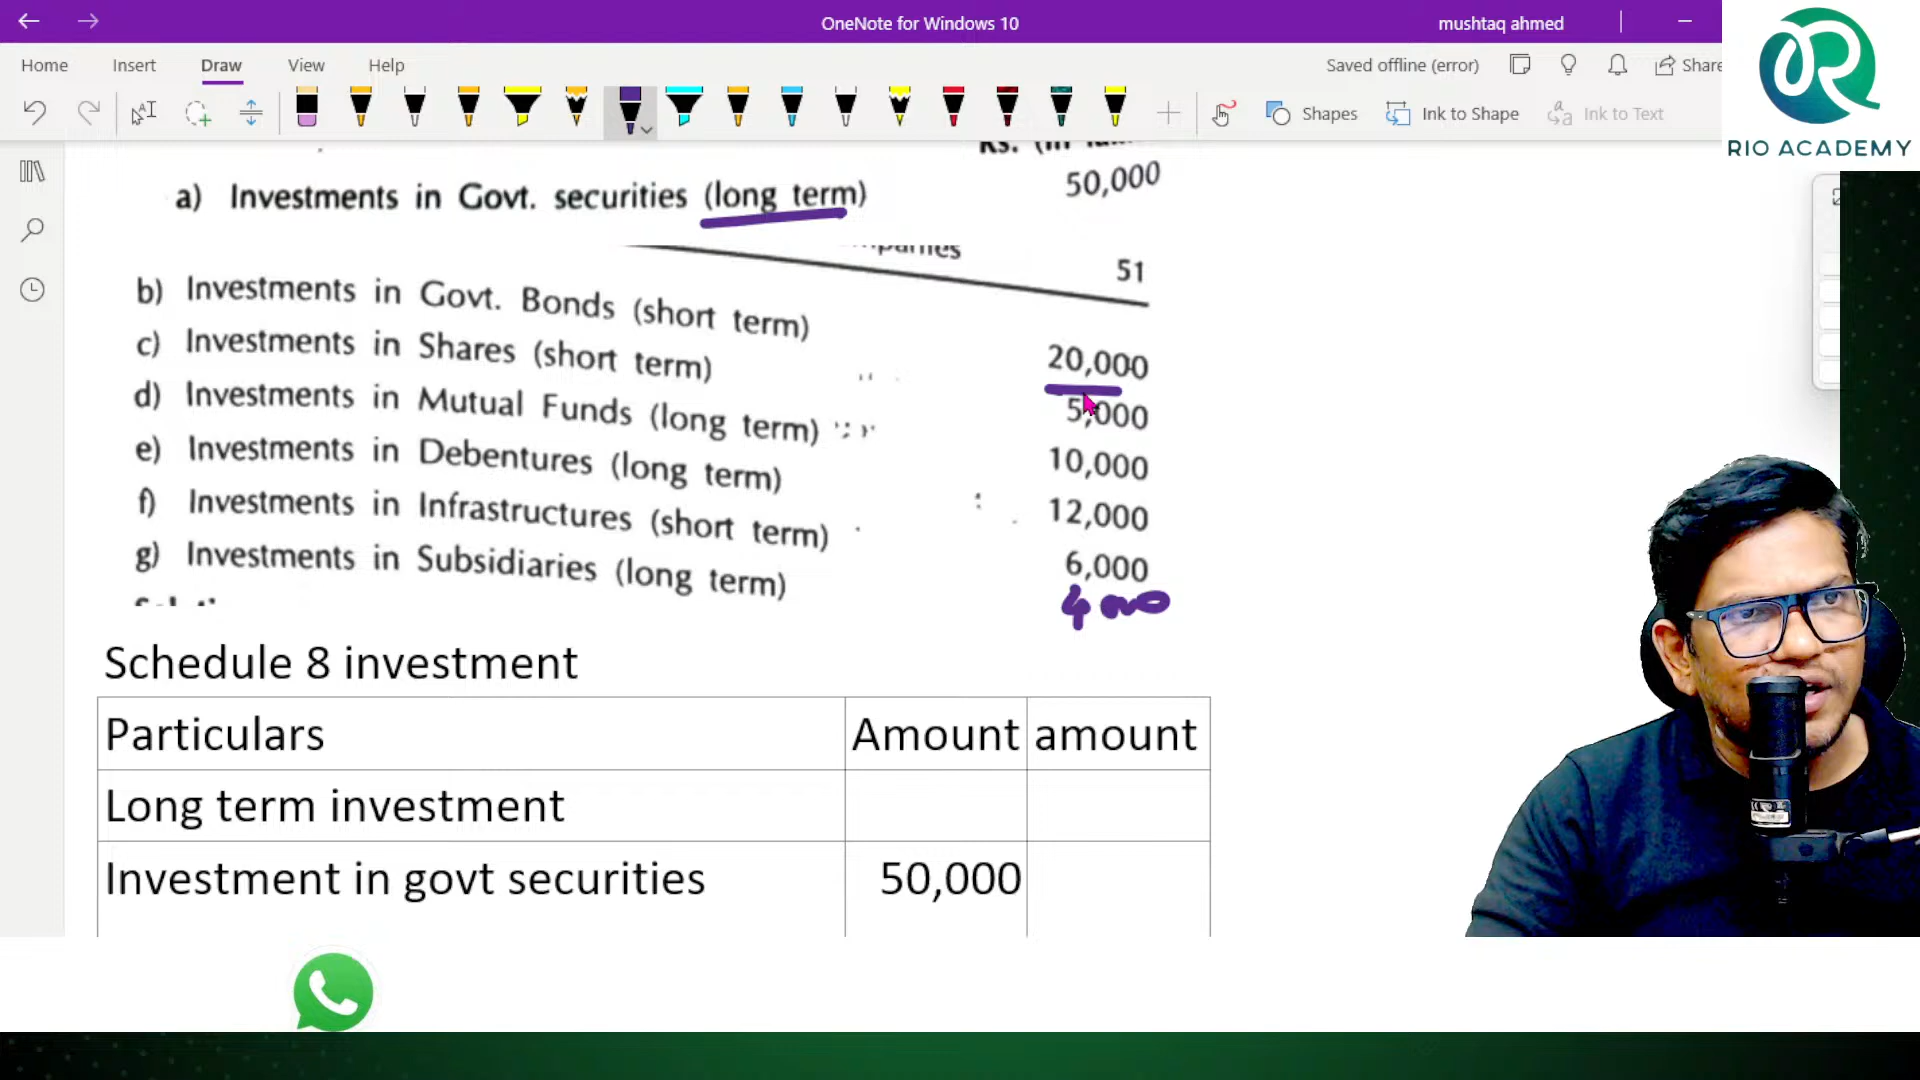 OneNote for Windows 10
mushtaq ahmed
Home Insert Draw View Help
Saved offline (error)
Share
Shapes
Ink to Shape
Ink to Text
RIO ACADEMY
Rs. (in
a) Investments in Govt. securities (long term) 50,000
51
b) Investments in Govt. Bonds (short term) 20,000
c) Investments in Shares (short term) 5,000
d) Investments in Mutual Funds (long term) 10,000
e) Investments in Debentures (long term) 12,000
f) Investments in Infrastructures (short term) 6,000
g) Investments in Subsidiaries (long term) 4000
Schedule 8 investment
Particulars Amount amount
Long term investment
Investment in govt securities 50,000